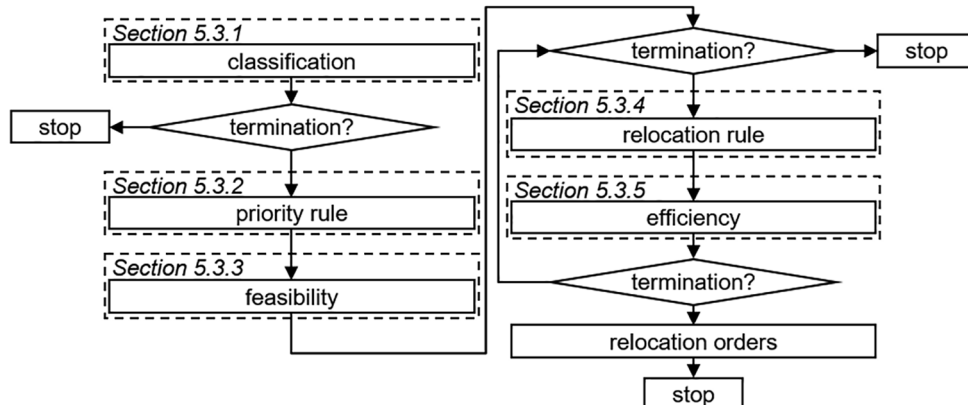 Section 5.3.1
classification
termination?
stop
Section 5.3.2
priority rule
Section 5.3.3
feasibility
termination?
stop
Section 5.3.4
relocation rule
Section 5.3.5
efficiency
termination?
relocation orders
stop